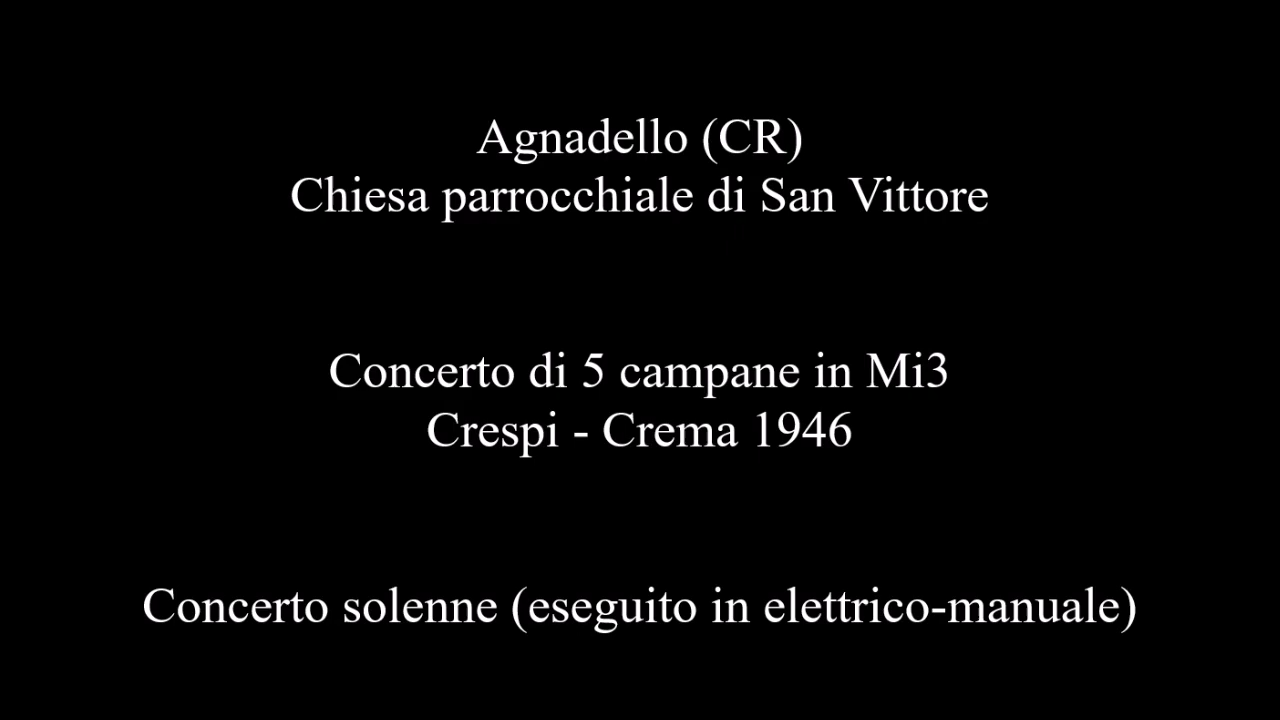 Agnadello (CR)
Chiesa parrocchiale di San Vittore
Concerto di 5 campane in Mi3
Crespi - Crema 1946
Concerto solenne (eseguito in elettrico-manuale)